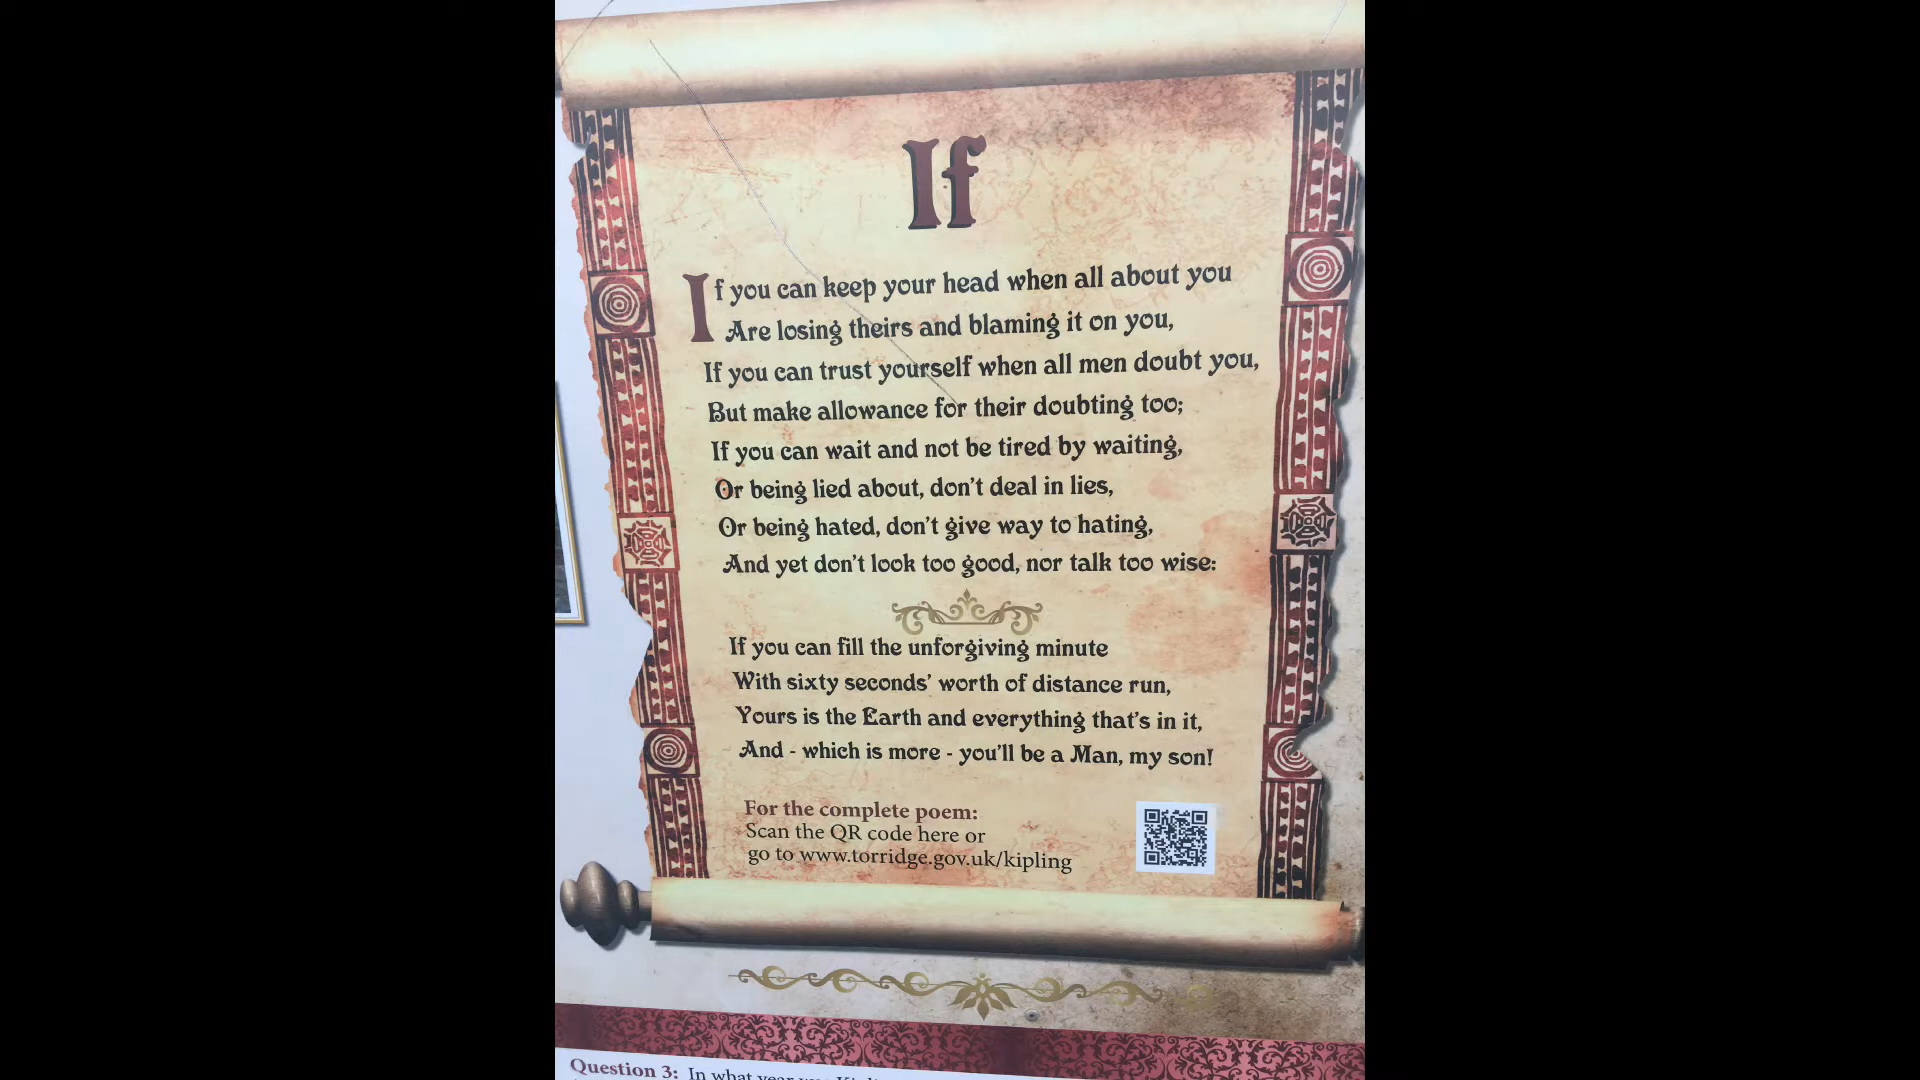 If
If you can keep your head when all about you
Are losing theirs and blaming it on you,
If you can trust yourself when all men doubt you,
But make allowance for their doubting too;
If you can wait and not be tired by waiting,
Or being lied about, don't deal in lies,
Or being hated, don't give way to hating,
And yet don't look too good, nor talk too wise:
If you can fill the unforgiving minute
With sixty seconds' worth of distance run,
Yours is the Earth and everything that's in it,
And - which is more - you'll be a Man, my son!
For the complete poem:
Scan the QR code here or
go to www.torridge.gov.uk/kipling
Question 3: In what year